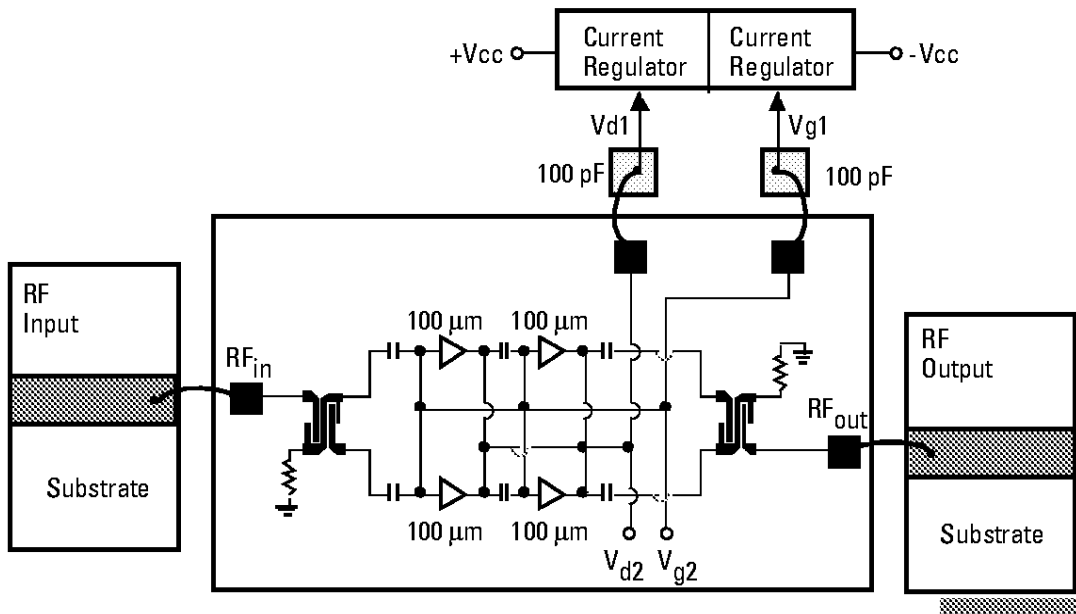 +Vcc
Current
Regulator
Current
Regulator
-Vcc
Vd1
Vg1
100 pF
100 pF
RF
Input
Substrate
RFin
100 μm
100 μm
100 μm
100 μm
Vd2
Vg2
RFout
RF
Output
Substrate